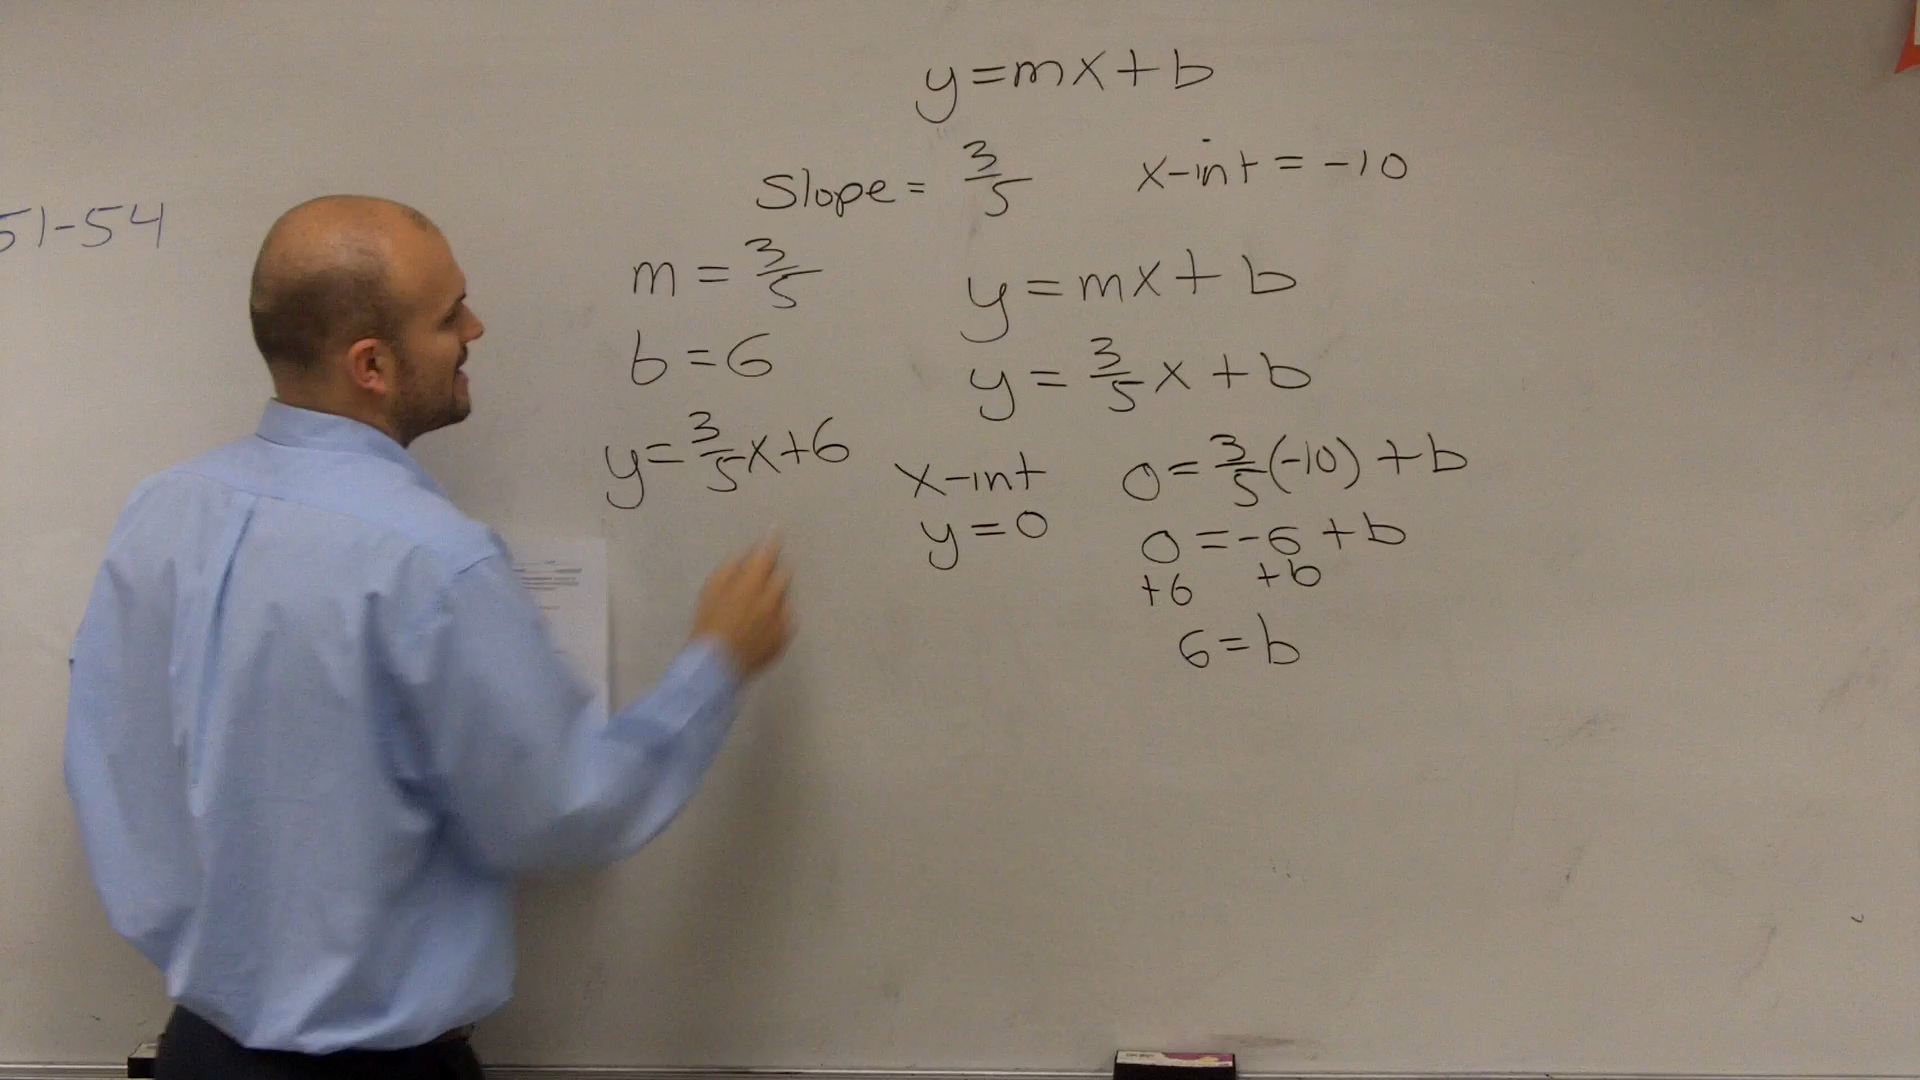 y=mx+b
Slope = 3/5 x-int = -10
51-54
m = 3/5
b=6
y=3/5x+6
y=mx+b
y = 3/5x + b
x-int
y=0
0=3/5(-10)+b
0=-6+b
+6 +b
6=b